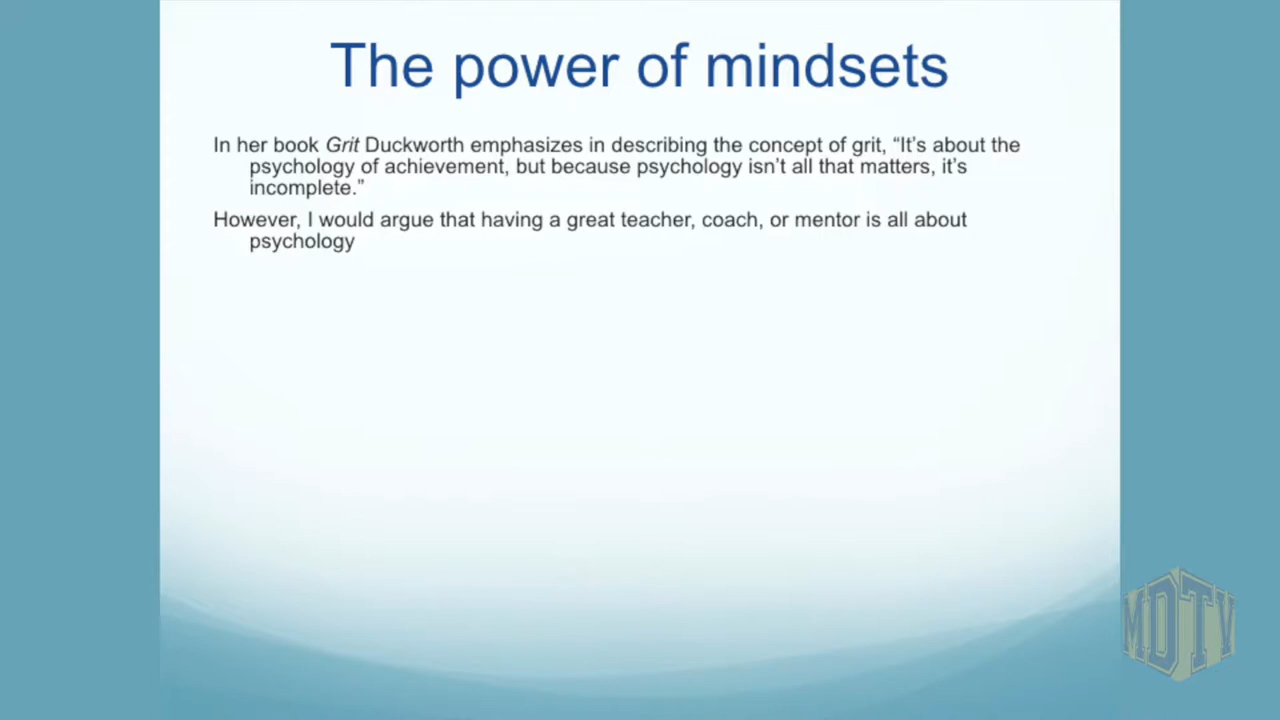 The power of mindsets
In her book Grit Duckworth emphasizes in describing the concept of grit, “It’s about the
psychology of achievement, but because psychology isn’t all that matters, it’s
incomplete.”
However, I would argue that having a great teacher, coach, or mentor is all about
psychology
MDTV